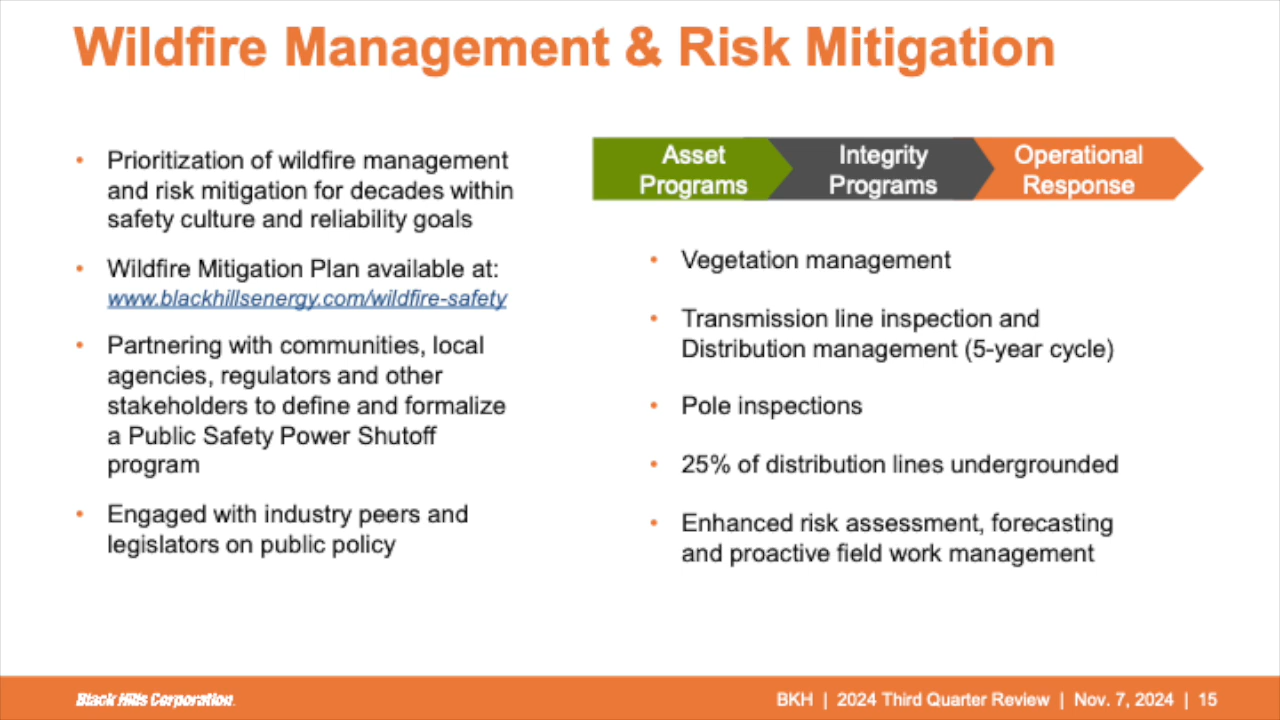 Wildfire Management & Risk Mitigation
• Prioritization of wildfire management
and risk mitigation for decades within
safety culture and reliability goals
• Wildfire Mitigation Plan available at:
www.blackhillsenergy.com/wildfire-safety
• Partnering with communities, local
agencies, regulators and other
stakeholders to define and formalize
a Public Safety Power Shutoff
program
• Engaged with industry peers and
legislators on public policy
Asset
Programs
Integrity
Programs
Operational
Response
• Vegetation management
• Transmission line inspection and
Distribution management (5-year cycle)
• Pole inspections
• 25% of distribution lines undergrounded
• Enhanced risk assessment, forecasting
and proactive field work management
Black Hills Corporation.
BKH | 2024 Third Quarter Review | Nov. 7, 2024 | 15